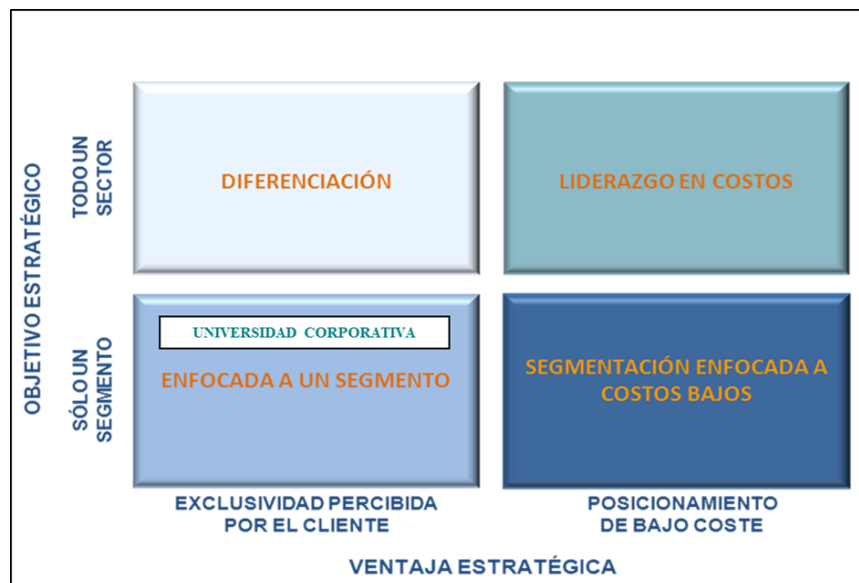 OBJETIVO ESTRATÉGICO
TODO UN
SECTOR
DIFERENCIACIÓN
LIDERAZGO EN COSTOS
SÓLO UN
SEGMENTO
UNIVERSIDAD CORPORATIVA
ENFOCADA A UN SEGMENTO
SEGMENTACIÓN ENFOCADA A
COSTOS BAJOS
EXCLUSIVIDAD PERCIBIDA
POR EL CLIENTE
POSICIONAMIENTO
DE BAJO COSTE
VENTAJA ESTRATÉGICA